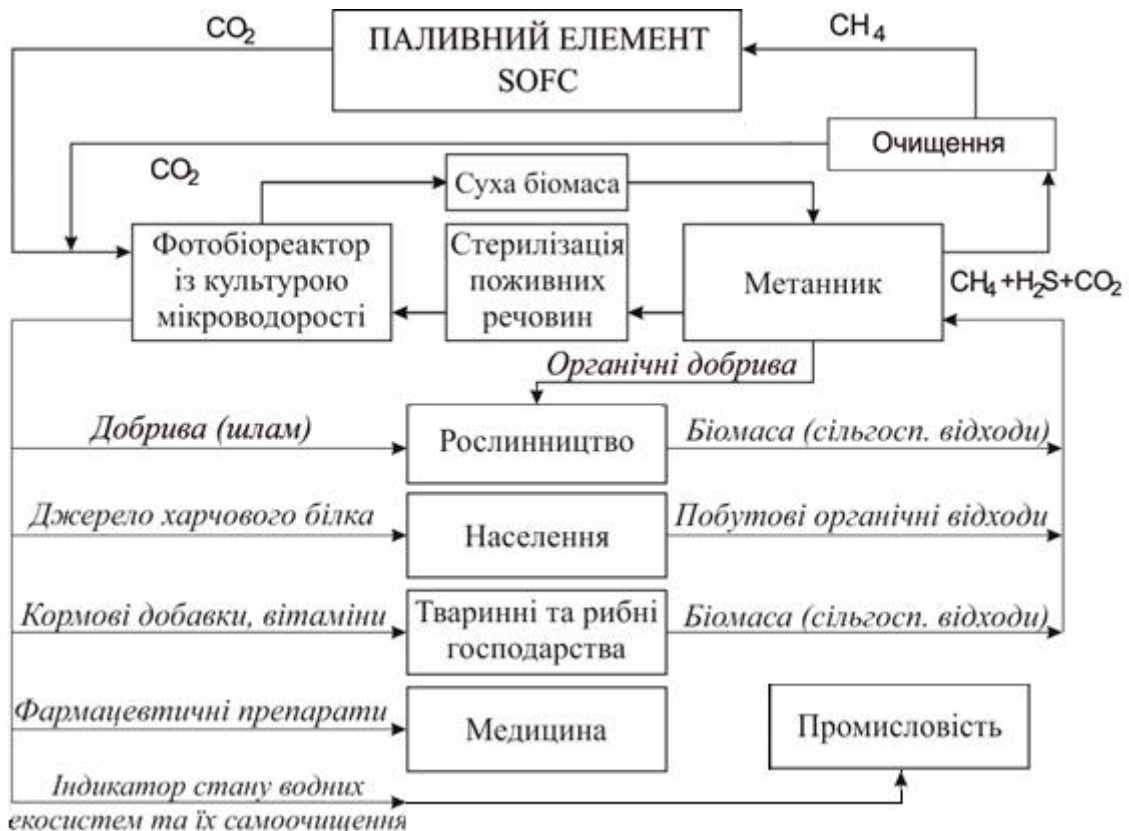 CO₂
ПАЛИВНИЙ ЕЛЕМЕНТ
SOFC
CH₄
Очищення
CO₂
Суха біомаса
Фотобіореактор
із культурою
мікроводорості
Стерилізація
поживних
речовин
Метанник
CH₄+H₂S+CO₂
Органічні добрива
Добрива (шлам)
Рослинництво
Біомаса (сільгосп. відходи)
Джерело харчового білка
Населення
Побутові органічні відходи
Кормові добавки, вітаміни
Тваринні та рибні
господарства
Біомаса (сільгосп. відходи)
Фармацевтичні препарати
Медицина
Промисловість
Індикатор стану водних
екосистем та їх самоочищення